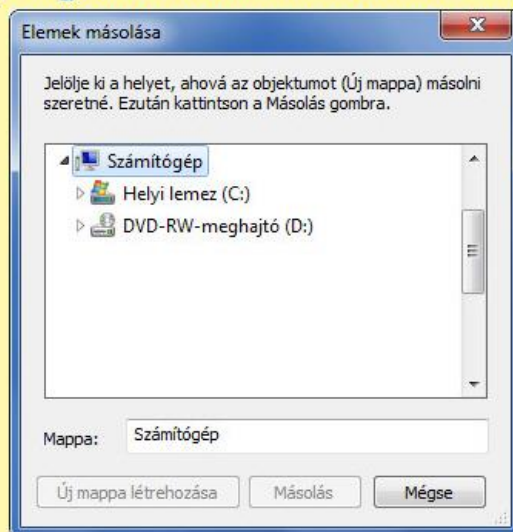 Elemek másolása
Jelölje ki a helyet, ahová az objektumot (Új mappa) másolni
szeretné. Ezután kattintson a Másolás gombra.
Számítógép
Helyi lemez (C:)
DVD-RW-meghajtó (D:)
Mappa: Számítógép
Új mappa létrehozása Másolás Mégse